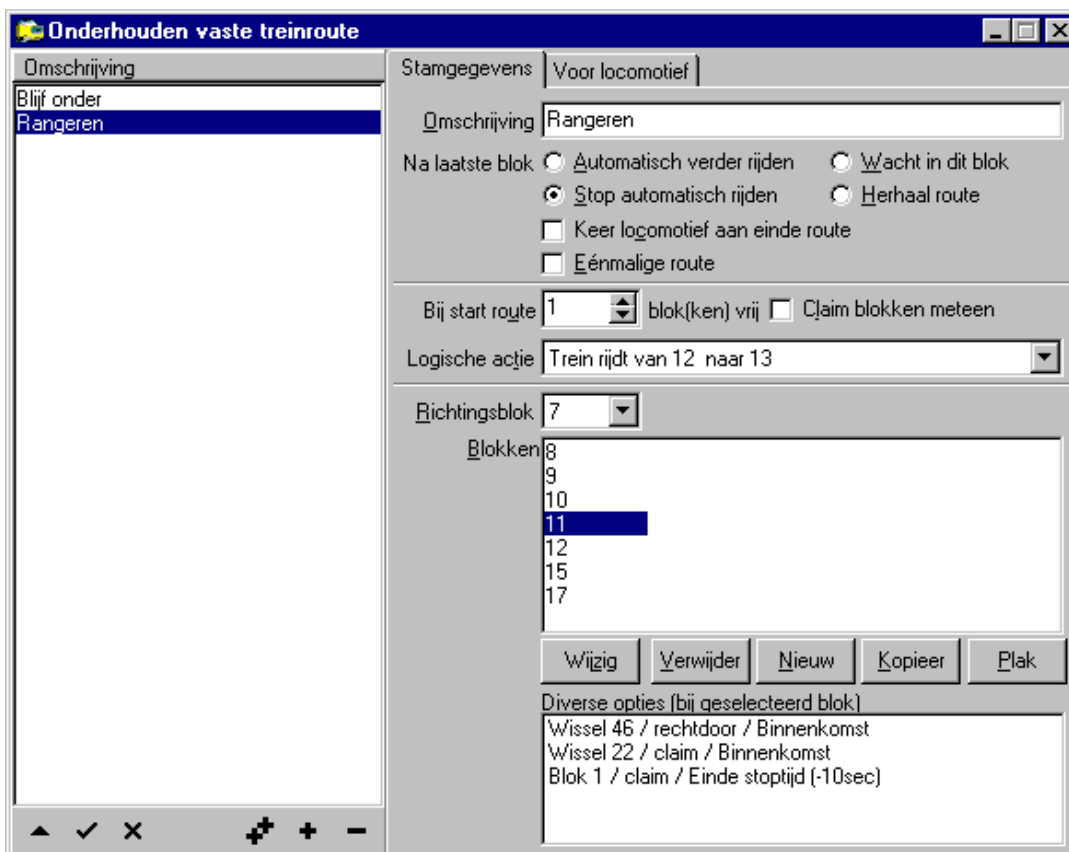 Onderhouden vaste treinroute
Omschrijving
Blijf onder
Rangeren
Stamgegevens
Voor locomotief
Omschrijving Rangeren
Na laatste blok Automatisch verder rijden Wacht in dit blok
Stop automatisch rijden Herhaal route
Keer locomotief aan einde route
Eénmalige route
Bij start route 1 blok(ken) vrij Claim blokken meteen
Logische actie Trein rijdt van 12 naar 13
Richtingsblok 7
Blokken 8
9
10
11
12
15
17
Wijzig Verwijder Nieuw Kopieer Plak
Diverse opties (bij geselecteerd blok)
Wissel 46 / rechtdoor / Binnenkomst
Wissel 22 / claim / Binnenkomst
Blok 1 / claim / Einde stoptijd (-10sec)